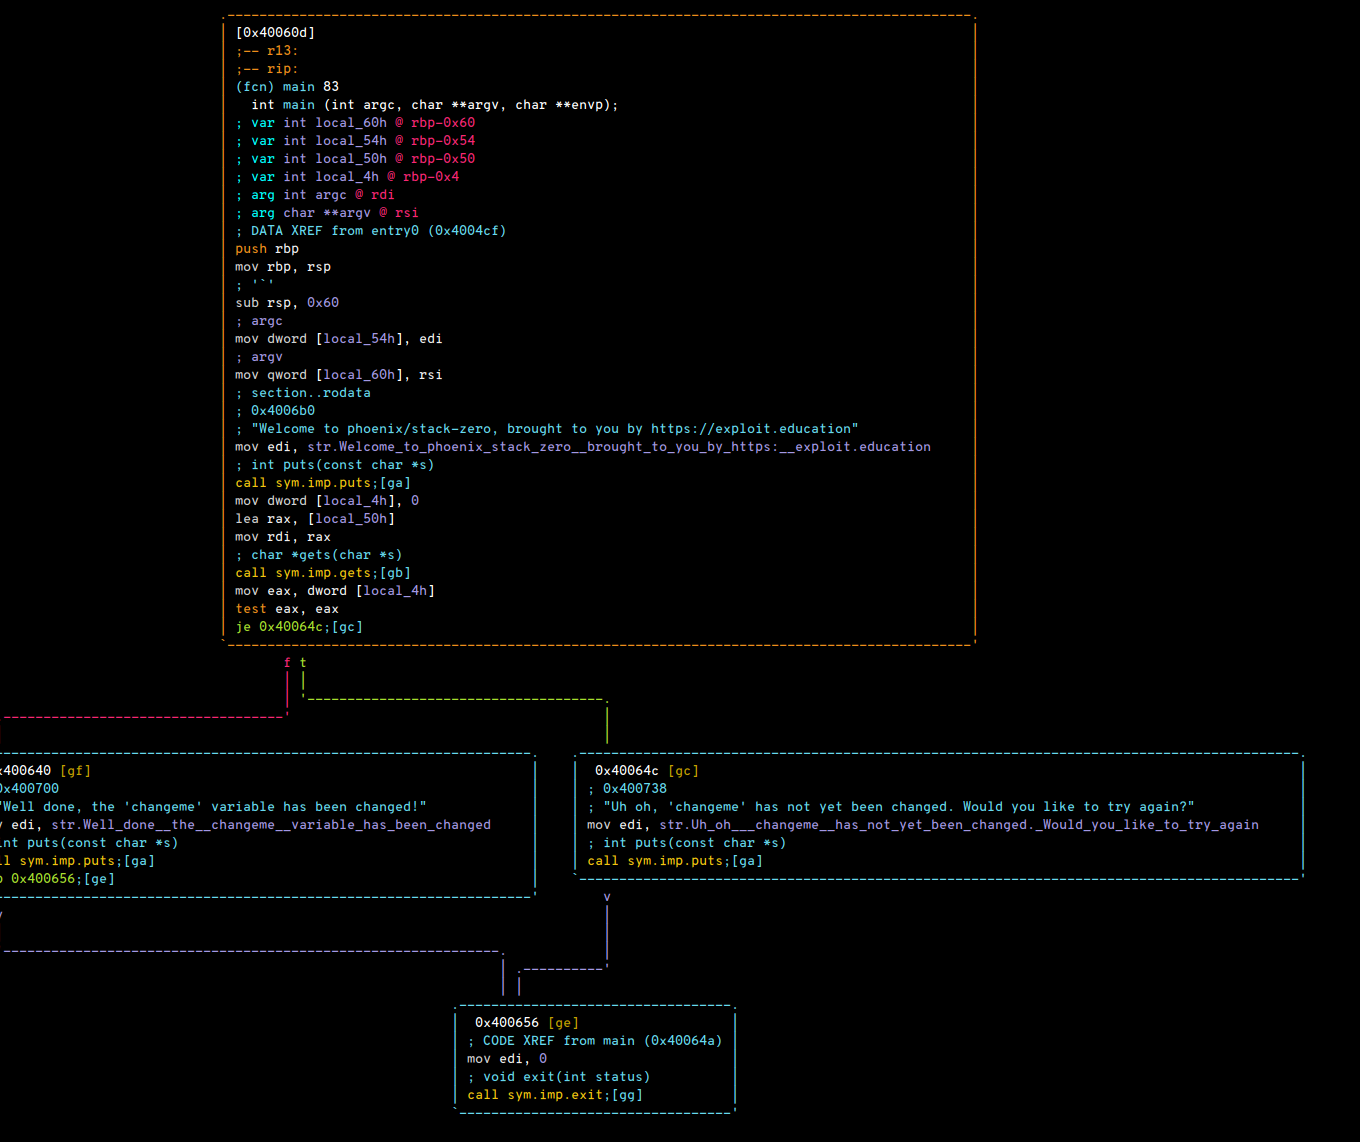 [0x40060d]
;-- r13:
;-- rip:
(fcn) main 83
int main (int argc, char **argv, char **envp);
; var int local_60h @ rbp-0x60
; var int local_54h @ rbp-0x54
; var int local_50h @ rbp-0x50
; var int local_4h @ rbp-0x4
; arg int argc @ rdi
; arg char **argv @ rsi
; DATA XREF from entry0 (0x4004cf)
push rbp
mov rbp, rsp
; '`'
sub rsp, 0x60
; argc
mov dword [local_54h], edi
; argv
mov qword [local_60h], rsi
; section..rodata
; 0x4006b0
; "Welcome to phoenix/stack-zero, brought to you by https://exploit.education"
mov edi, str.Welcome_to_phoenix_stack_zero__brought_to_you_by_https:__exploit.education
; int puts(const char *s)
call sym.imp.puts;[ga]
mov dword [local_4h], 0
lea rax, [local_50h]
mov rdi, rax
; char *gets(char *s)
call sym.imp.gets;[gb]
mov eax, dword [local_4h]
test eax, eax
je 0x40064c;[gc]
f t
x400640 [gf]
0x400700
"Well done, the 'changeme' variable has been changed!"
v edi, str.Well_done__the__changeme__variable_has_been_changed
int puts(const char *s)
ll sym.imp.puts;[ga]
p 0x400656;[ge]
v
0x40064c [gc]
; 0x400738
; "Uh oh, 'changeme' has not yet been changed. Would you like to try again?"
mov edi, str.Uh_oh___changeme__has_not_yet_been_changed._Would_you_like_to_try_again
; int puts(const char *s)
call sym.imp.puts;[ga]
v
0x400656 [ge]
; CODE XREF from main (0x40064a)
mov edi, 0
; void exit(int status)
call sym.imp.exit;[gg]